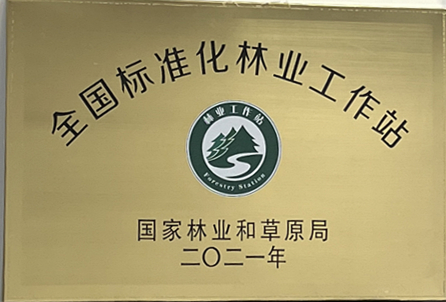 全国标准化林业工作站
林业工作站
Forestry Station
国家林业和草原局
二〇二一年